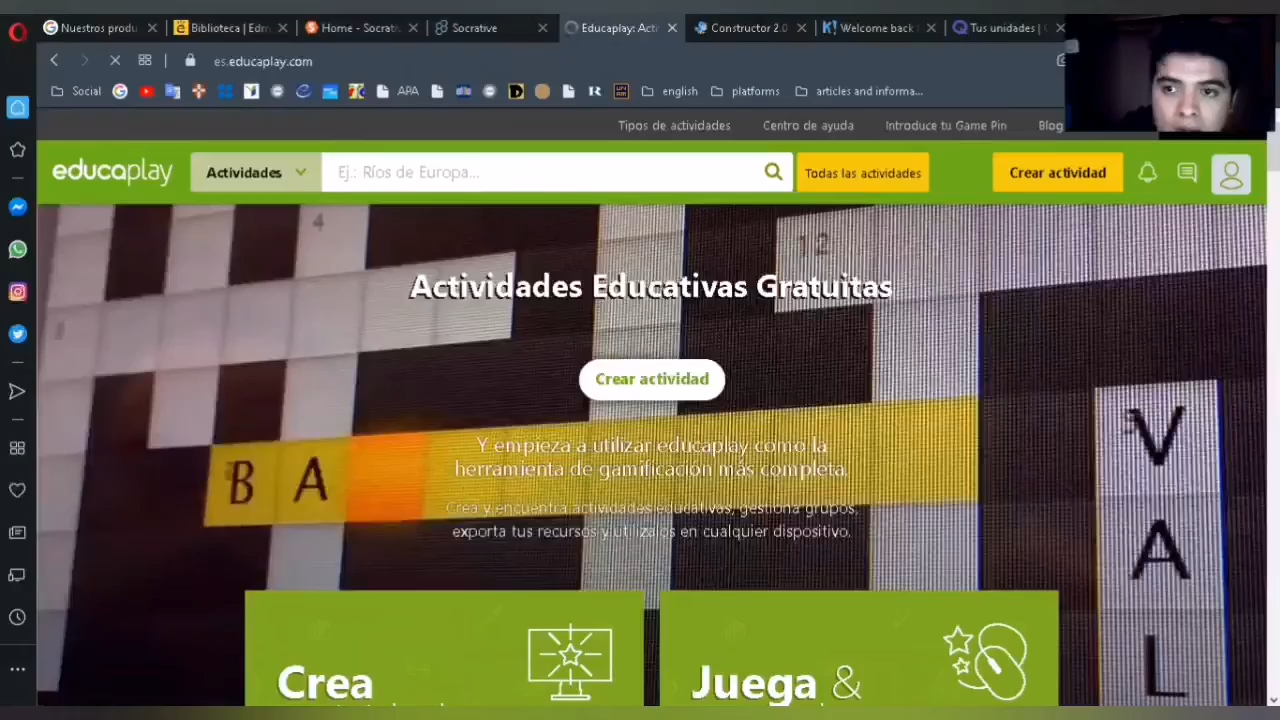 Nuestros produ
Biblioteca | Edm
Home - Socrativ
Socrative
Educaplay: Acti
Constructor 2.0
K! Welcome back
Tus unidades |
es.educaplay.com
Social
APA
english
platforms
articles and informa...
Tipos de actividades
Centro de ayuda
Introduce tu Game Pin
Blog
educaplay
Actividades
Ej.: Ríos de Europa...
Todas las actividades
Crear actividad
4
12
Actividades Educativas Gratuitas
Crear actividad
Y empieza a utilizar educaplay como la
herramienta de gamificación más completa.
Crea y encuentra actividades educativas, gestiona grupos,
exporta tus recursos y utilízalos en cualquier dispositivo.
B A
V
A
L
Crea
Juega &